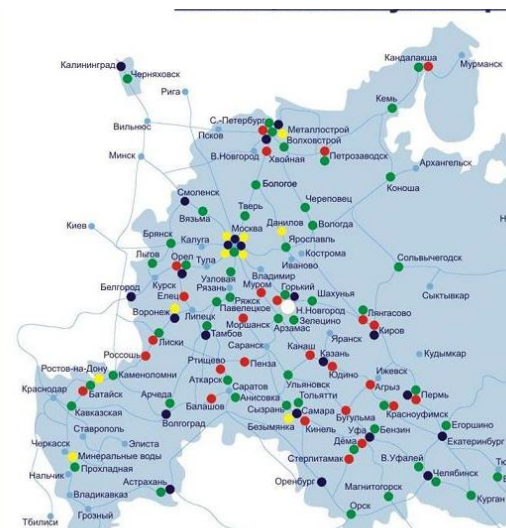 Калининград
Черняховск
Рига
Вильнюс
Минск
Киев
Кандалакша
Мурманск
Кемь
С.-Петербург
Металлострой
Псков
Волховстрой
В.Новгород
Хвойная
Петрозаводск
Архангельск
Коноша
Бологое
Смоленск
Вязьма
Тверь
Череповец
Москва
Данилов
Вологда
Брянск
Калуга
Ярославль
Льгов
Орел
Тула
Кострома
Иваново
Сольвычегодск
Узловая
Владимир
Белгород
Курск
Рязань
Муром
Горький
Сыктывкар
Елец
Ряжск
Шахунья
Воронеж
Липецк
Павелецкое
Н.Новгород
Лянгасово
Тамбов
Моршанск
Зелецино
Арзамас
Киров
Лиски
Саранск
Яранск
Россошь
Ртищево
Пенза
Канаш
Казань
Кудымкар
Ростов-на-Дону
Каменоломни
Юдино
Ижевск
Аткарск
Ульяновск
Агрыз
Пермь
Краснодар
Батайск
Арчеда
Саратов
Тольятти
Кавказская
Балашов
Анисовка
Сызрань
Самара
Бугульма
Красноуфимск
Ставрополь
Волгоград
Безымянка
Кинель
Уфа
Бензин
Егоршино
Черкасск
Элиста
Дёма
Екатеринбург
Минеральные воды
Стерлитамак
Прохладная
В.Уфалей
Нальчик
Астрахань
Оренбург
Челябинск
Владикавказ
Магнитогорск
Курган
Грозный
Орск
Тбилиси